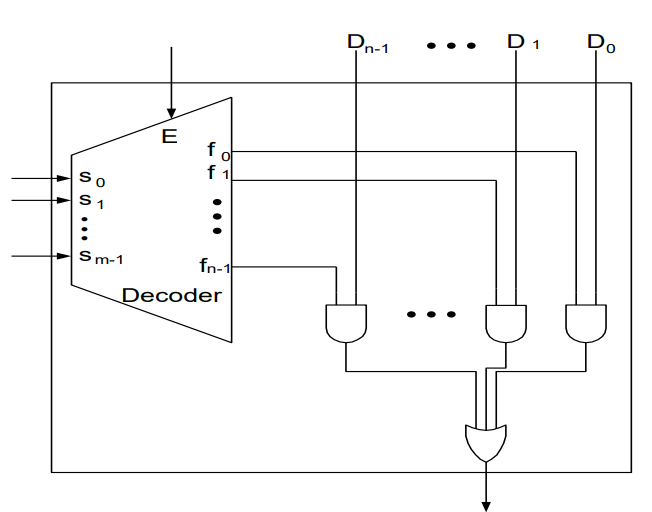 Dn-1 ••• D1 D0
E
f0
s0
f1
s1
sm-1
fn-1
Decoder